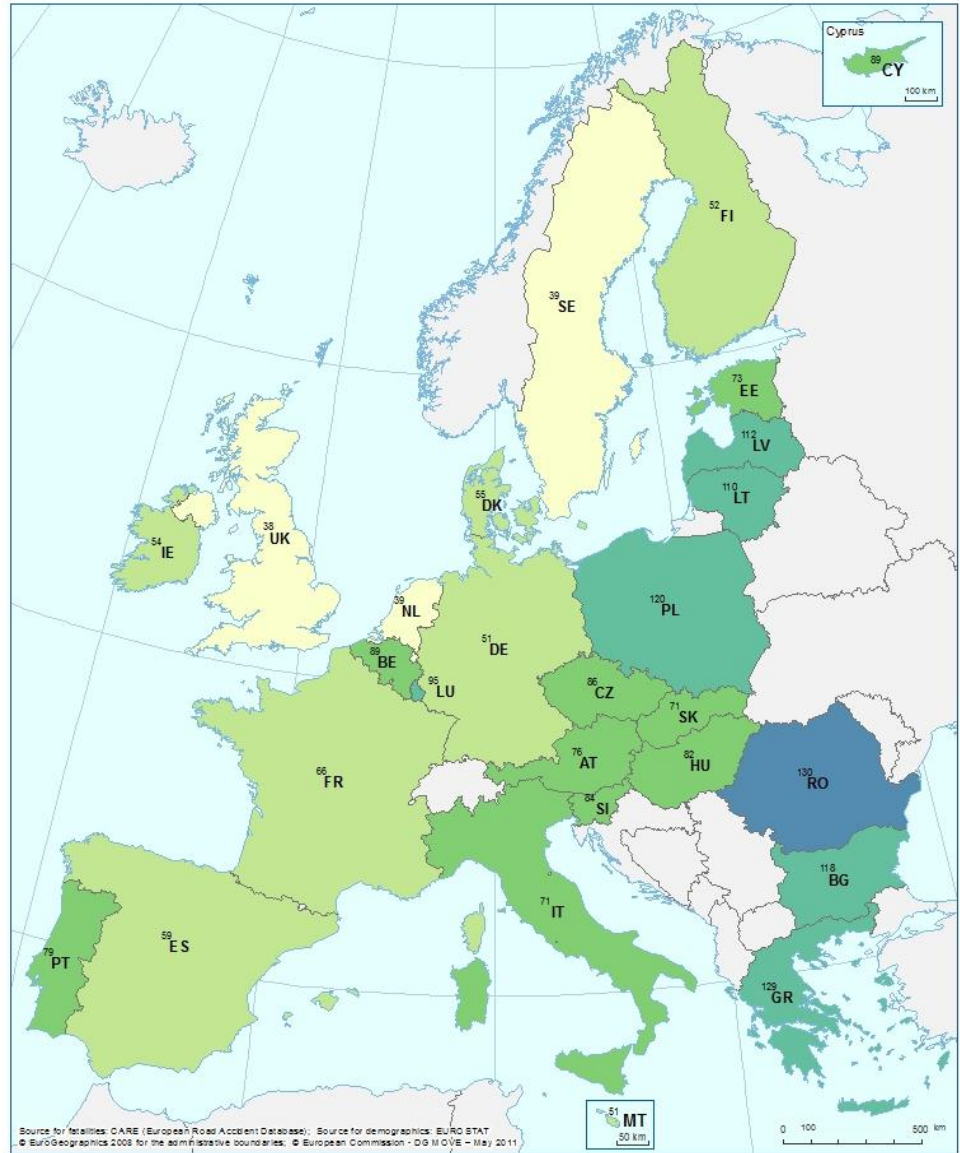 Cyprus
89 CY
100 km
52 FI
39 SE
73 EE
112 LV
110 LT
55 DK
54 IE
38 UK
39 NL
120 PL
51 DE
89 BE
95 LU
86 CZ
71 SK
76 AT
82 HU
66 FR
130 RO
84 SI
118 BG
71 IT
59 ES
79 PT
129 GR
51 MT
50 km
0 100 500 km
Source for fatalities: CARE (European Road Accident Database); Source for demographics: EUROSTAT
© EuroGeographics 2008 for the administrative boundaries; © European Commission - DG MOVE – May 2011